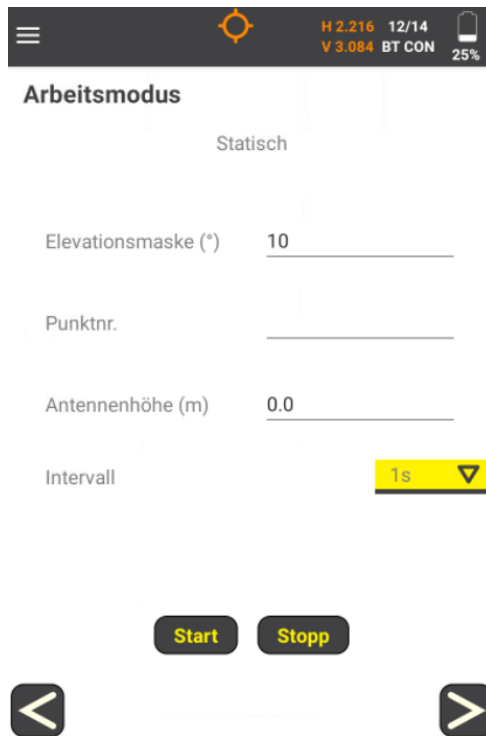 H 2.216 12/14
V 3.084 BT CON 25%
Arbeitsmodus
Statisch
Elevationsmaske (°) 10
Punktnr.
Antennenhöhe (m) 0.0
Intervall 1s
Start Stopp